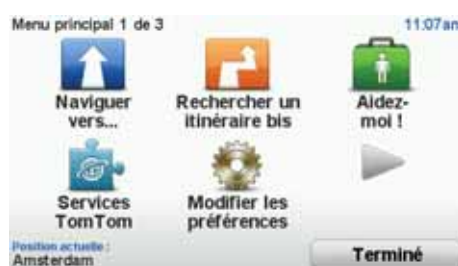 Menu principal 1 de 3
11:07am
Naviguer
vers...
Rechercher un
itinéraire bis
Aidez-
moi !
Services
TomTom
Modifier les
préférences
Position actuelle :
Amsterdam
Terminé